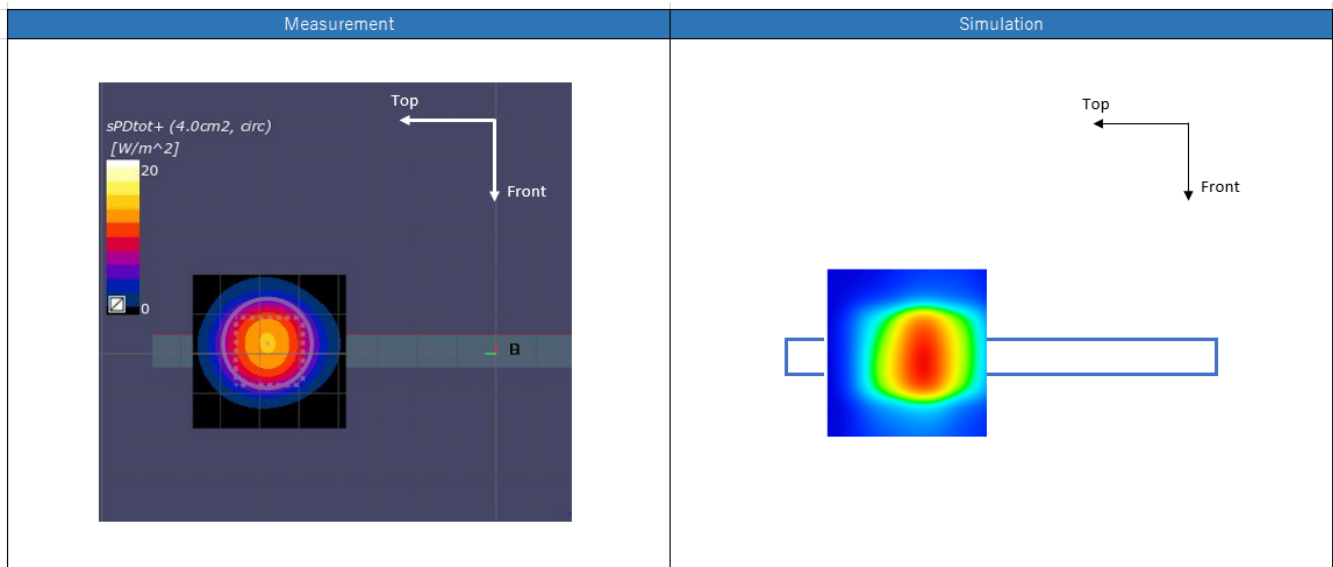 Measurement
Simulation
Top
sPDtot+ (4.0cm2, circ)
[W/m^2]
20
Front
0
Top
Front